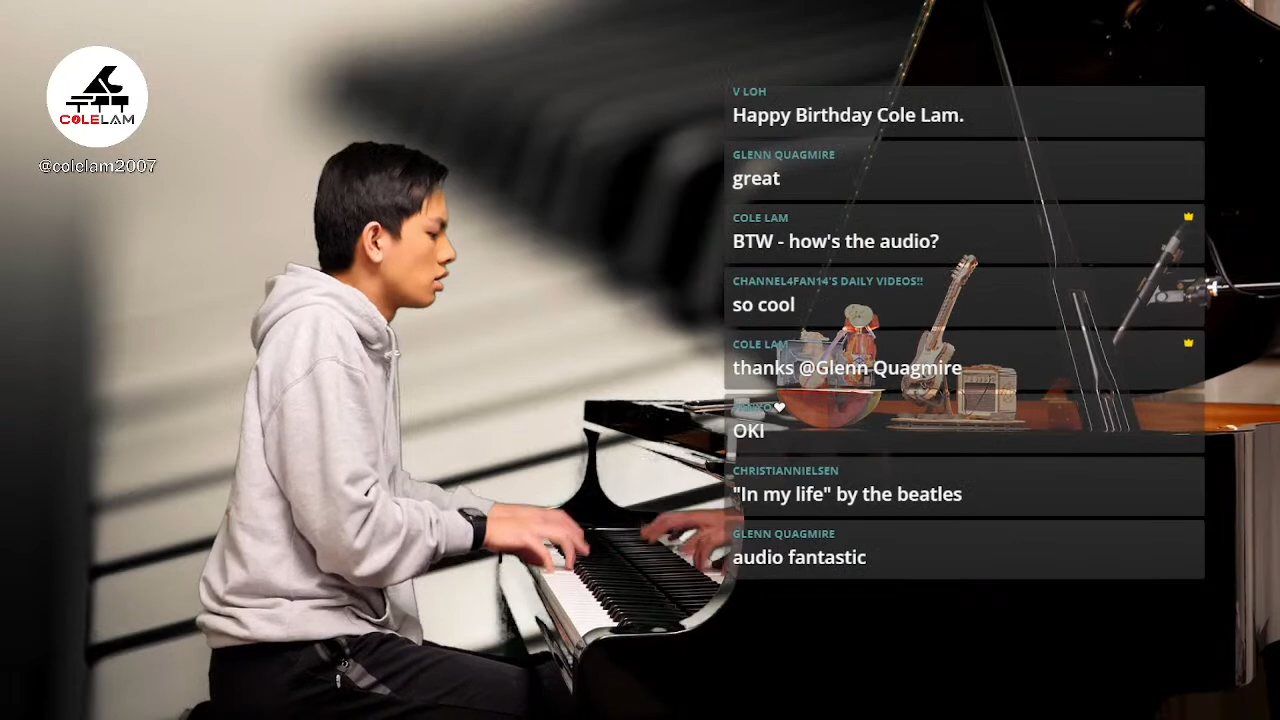 COLELAM
@colelam2007
V LOH
Happy Birthday Cole Lam.
GLENN QUAGMIRE
great
COLE LAM
BTW - how's the audio?
CHANNEL4FAN14'S DAILY VIDEOS!!
so cool
COLE LAM
thanks @Glenn Quagmire
OKI
CHRISTIANNIELSEN
"In my life" by the beatles
GLENN QUAGMIRE
audio fantastic